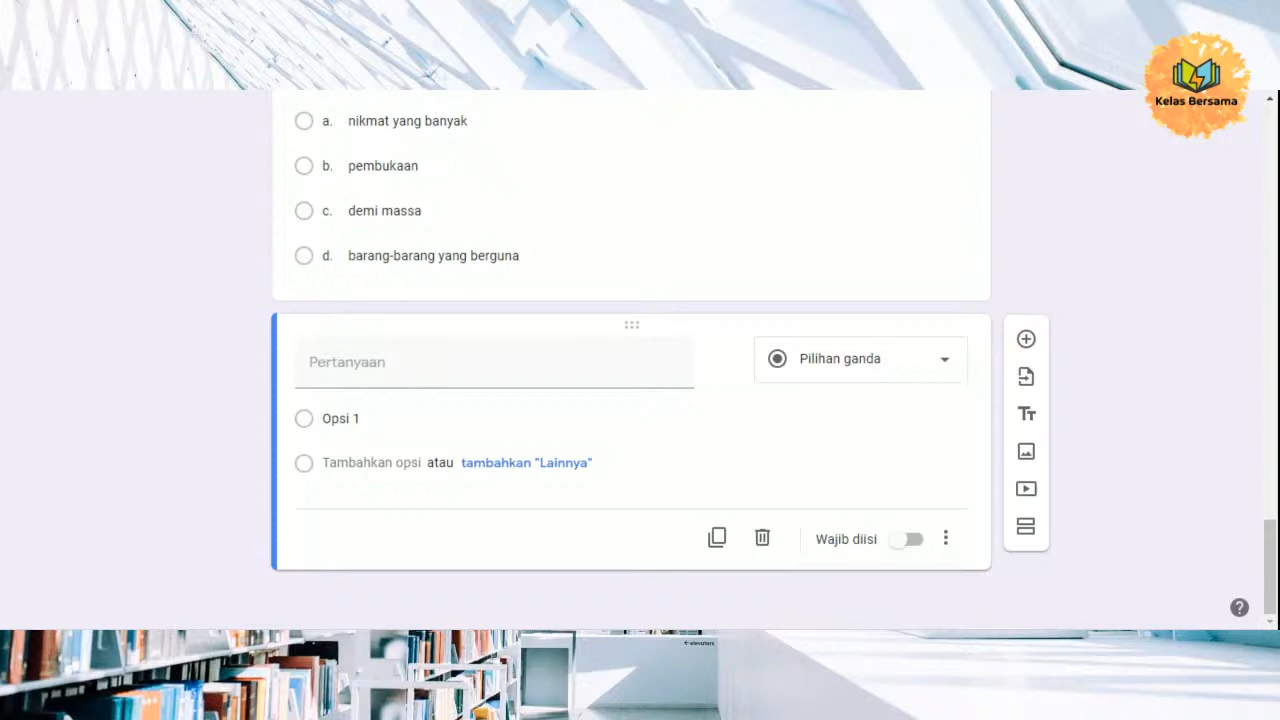 Kelas Bersama
a. nikmat yang banyak
b. pembukaan
c. demi massa
d. barang-barang yang berguna
Pertanyaan
Pilihan ganda
Opsi 1
Tambahkan opsi atau tambahkan "Lainnya"
Wajib diisi
elevators